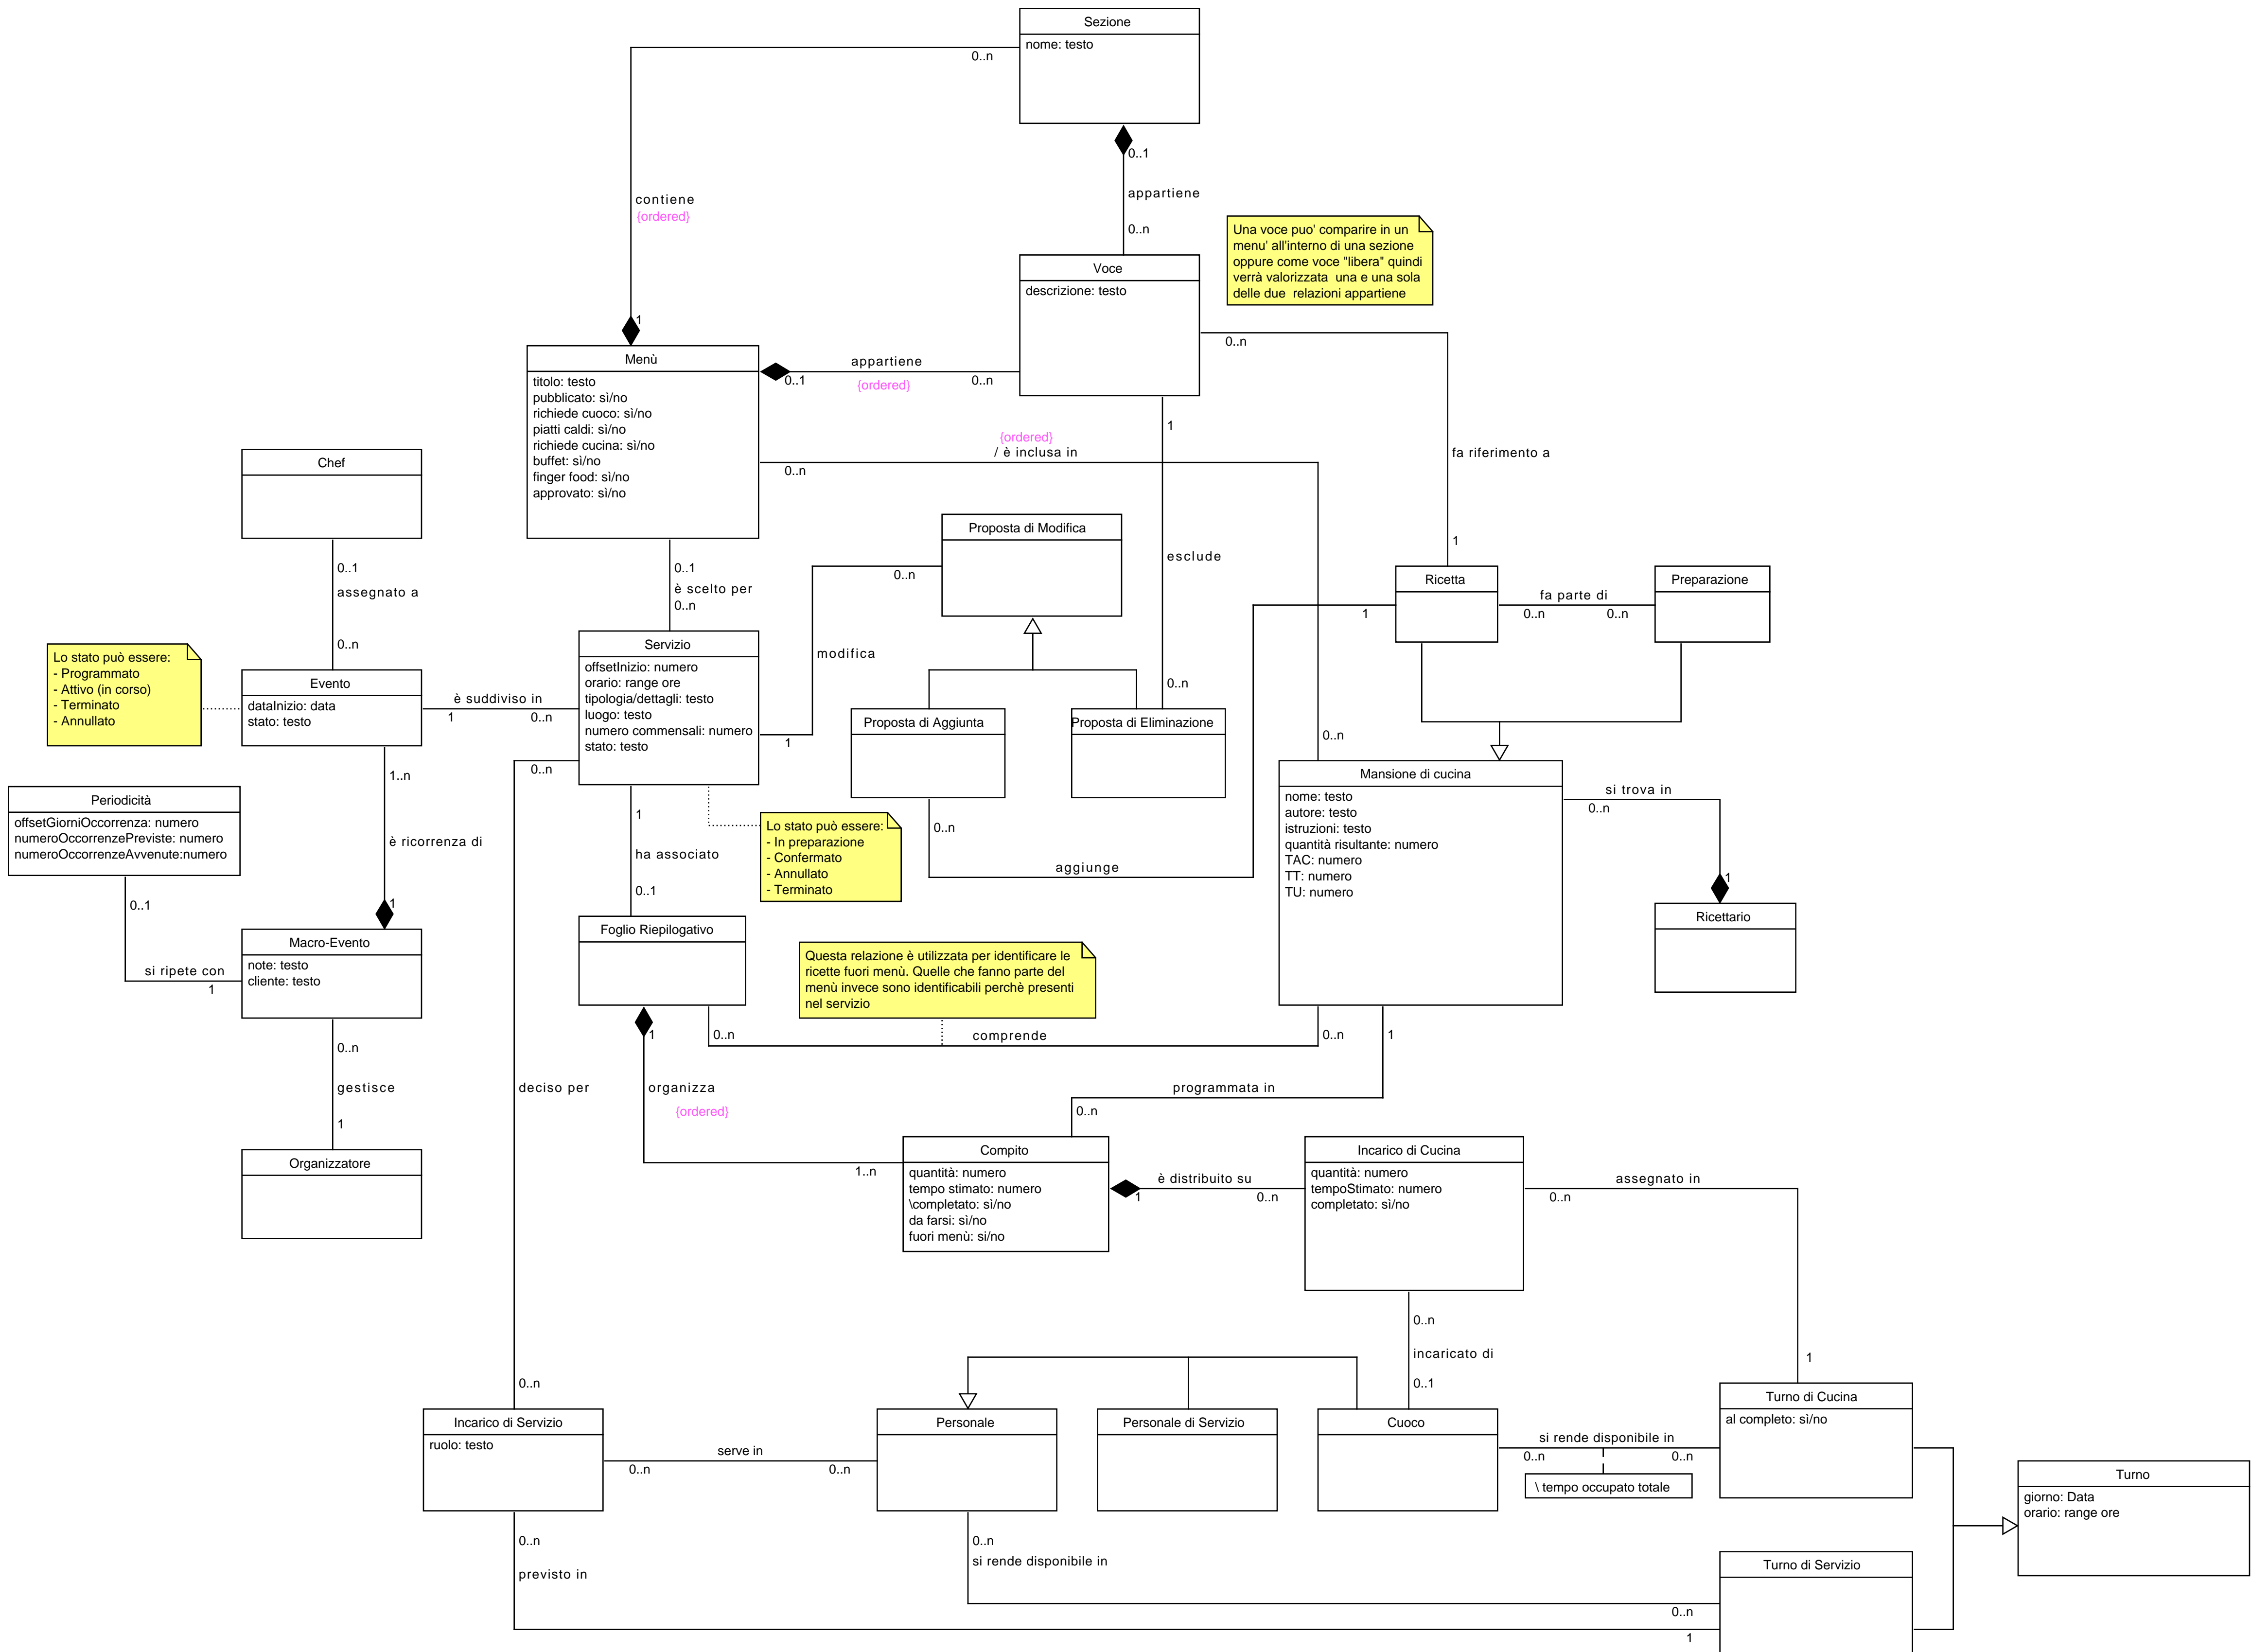 Sezione
nome: testo
0..n
0..1
contiene
{ordered}
appartiene
0..n
Una voce puo' comparire in un
menu' all'interno di una sezione
oppure come voce "libera" quindi
verrà valorizzata  una e una sola
delle due  relazioni appartiene
Voce
descrizione: testo
1
0..n
Menù
titolo: testo
pubblicato: sì/no
richiede cuoco: sì/no
piatti caldi: sì/no
richiede cucina: sì/no
buffet: sì/no
finger food: sì/no
approvato: sì/no
appartiene
0..1
{ordered}
0..n
1
{ordered}
/ è inclusa in
0..n
fa riferimento a
Chef
Proposta di Modifica
esclude
1
0..1
assegnato a
0..n
0..1
è scelto per
0..n
0..n
Ricetta
Preparazione
fa parte di
0..n
0..n
1
Lo stato può essere:
- Programmato
- Attivo (in corso)
- Terminato
- Annullato
Evento
dataInizio: data
stato: testo
è suddiviso in
1
0..n
Servizio
offsetInizio: numero
orario: range ore
tipologia/dettagli: testo
luogo: testo
numero commensali: numero
stato: testo
modifica
1
0..n
Proposta di Aggiunta
Proposta di Eliminazione
0..n
0..n
1..n
Mansione di cucina
nome: testo
autore: testo
istruzioni: testo
quantità risultante: numero
TAC: numero
TT: numero
TU: numero
si trova in
0..n
1
Ricettario
Periodicità
offsetGiorniOccorrenza: numero
numeroOccorrenzePreviste: numero
numeroOccorrenzeAvvenute:numero
è ricorrenza di
1
ha associato
0..1
Lo stato può essere:
- In preparazione
- Confermato
- Annullato
- Terminato
0..n
aggiunge
0..1
1
si ripete con
1
Macro-Evento
note: testo
cliente: testo
Foglio Riepilogativo
Questa relazione è utilizzata per identificare le
ricette fuori menù. Quelle che fanno parte del
menù invece sono identificabili perchè presenti
nel servizio
1
0..n
comprende
0..n
1
0..n
gestisce
1
deciso per
organizza
{ordered}
programmata in
0..n
Organizzatore
1..n
Compito
quantità: numero
tempo stimato: numero
\completato: sì/no
da farsi: sì/no
fuori menù: si/no
è distribuito su
1
0..n
Incarico di Cucina
quantità: numero
tempoStimato: numero
completato: sì/no
assegnato in
0..n
0..n
incaricato di
0..1
1
0..n
Incarico di Servizio
ruolo: testo
serve in
0..n
0..n
Personale
Personale di Servizio
Cuoco
si rende disponibile in
0..n
0..n
\ tempo occupato totale
Turno di Cucina
al completo: sì/no
Turno
giorno: Data
orario: range ore
0..n
previsto in
0..n
si rende disponibile in
0..n
1
Turno di Servizio